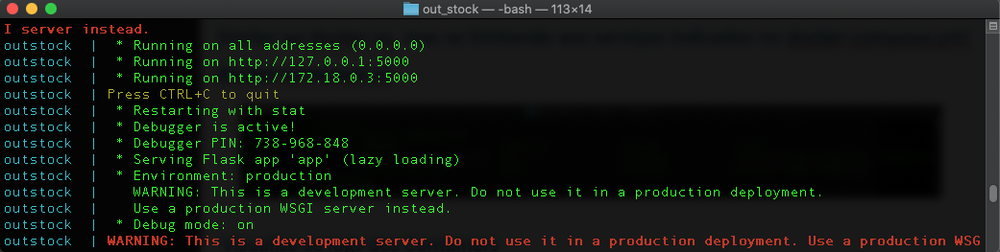 out_stock — -bash — 113×14
I server instead.
outstock | * Running on all addresses (0.0.0.0)
outstock | * Running on http://127.0.0.1:5000
outstock | * Running on http://172.18.0.3:5000
outstock | Press CTRL+C to quit
outstock | * Restarting with stat
outstock | * Debugger is active!
outstock | * Debugger PIN: 738-968-848
outstock | * Serving Flask app 'app' (lazy loading)
outstock | * Environment: production
outstock | WARNING: This is a development server. Do not use it in a production deployment.
outstock | Use a production WSGI server instead.
outstock | * Debug mode: on
outstock | WARNING: This is a development server. Do not use it in a production deployment. Use a production WSG